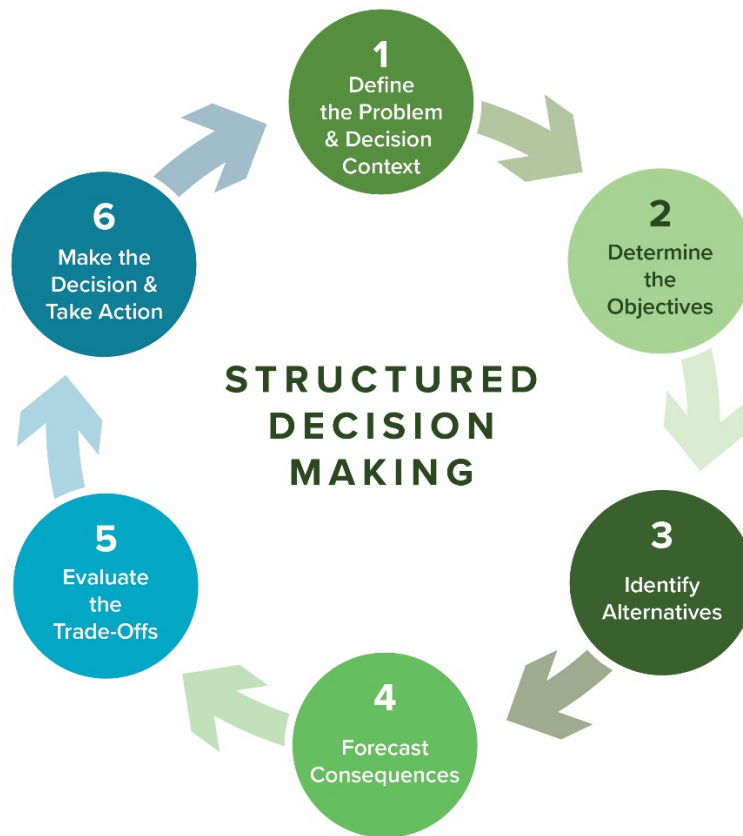 1
Define
the Problem
& Decision
Context
2
Determine
the
Objectives
3
Identify
Alternatives
4
Forecast
Consequences
5
Evaluate
the
Trade-Offs
6
Make the
Decision &
Take Action
STRUCTURED
DECISION
MAKING